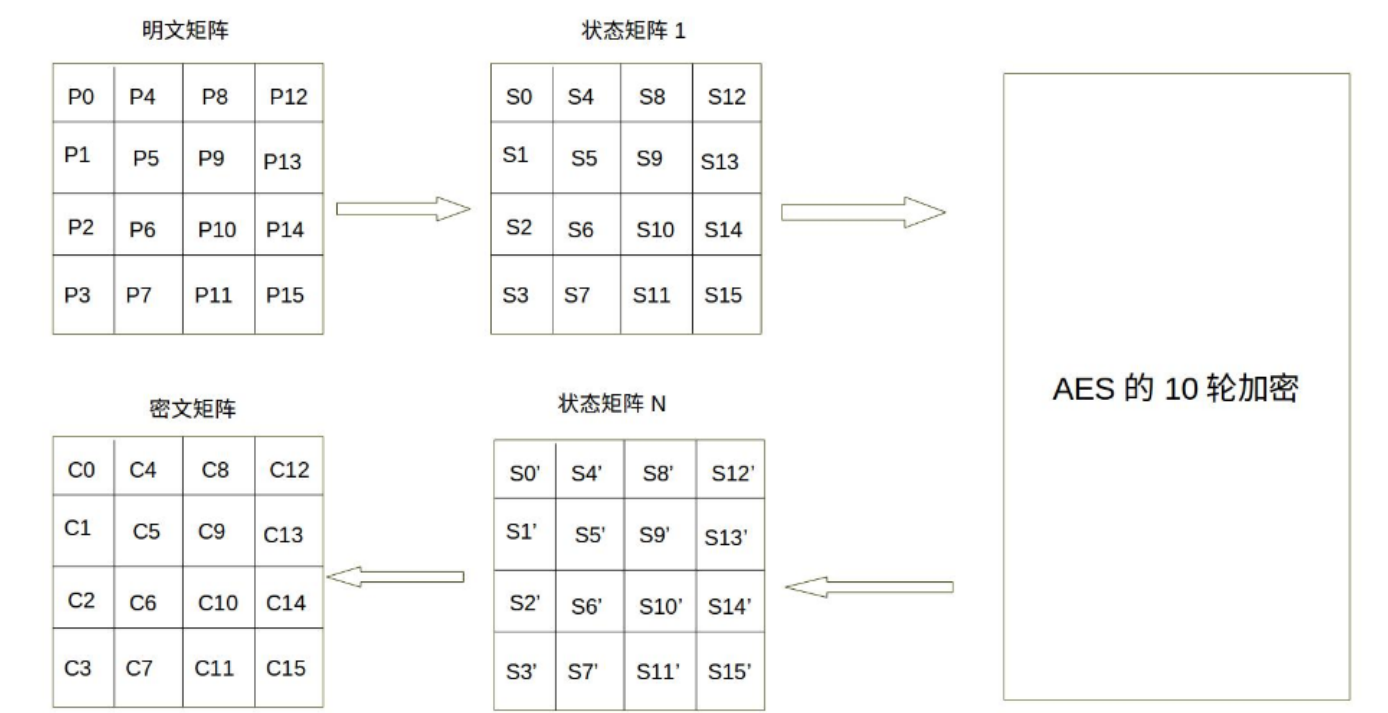 明文矩阵
P0 P4 P8 P12
P1 P5 P9 P13
P2 P6 P10 P14
P3 P7 P11 P15
状态矩阵 1
S0 S4 S8 S12
S1 S5 S9 S13
S2 S6 S10 S14
S3 S7 S11 S15
AES 的 10 轮加密
状态矩阵 N
S0’ S4’ S8’ S12’
S1’ S5’ S9’ S13’
S2’ S6’ S10’ S14’
S3’ S7’ S11’ S15’
密文矩阵
C0 C4 C8 C12
C1 C5 C9 C13
C2 C6 C10 C14
C3 C7 C11 C15